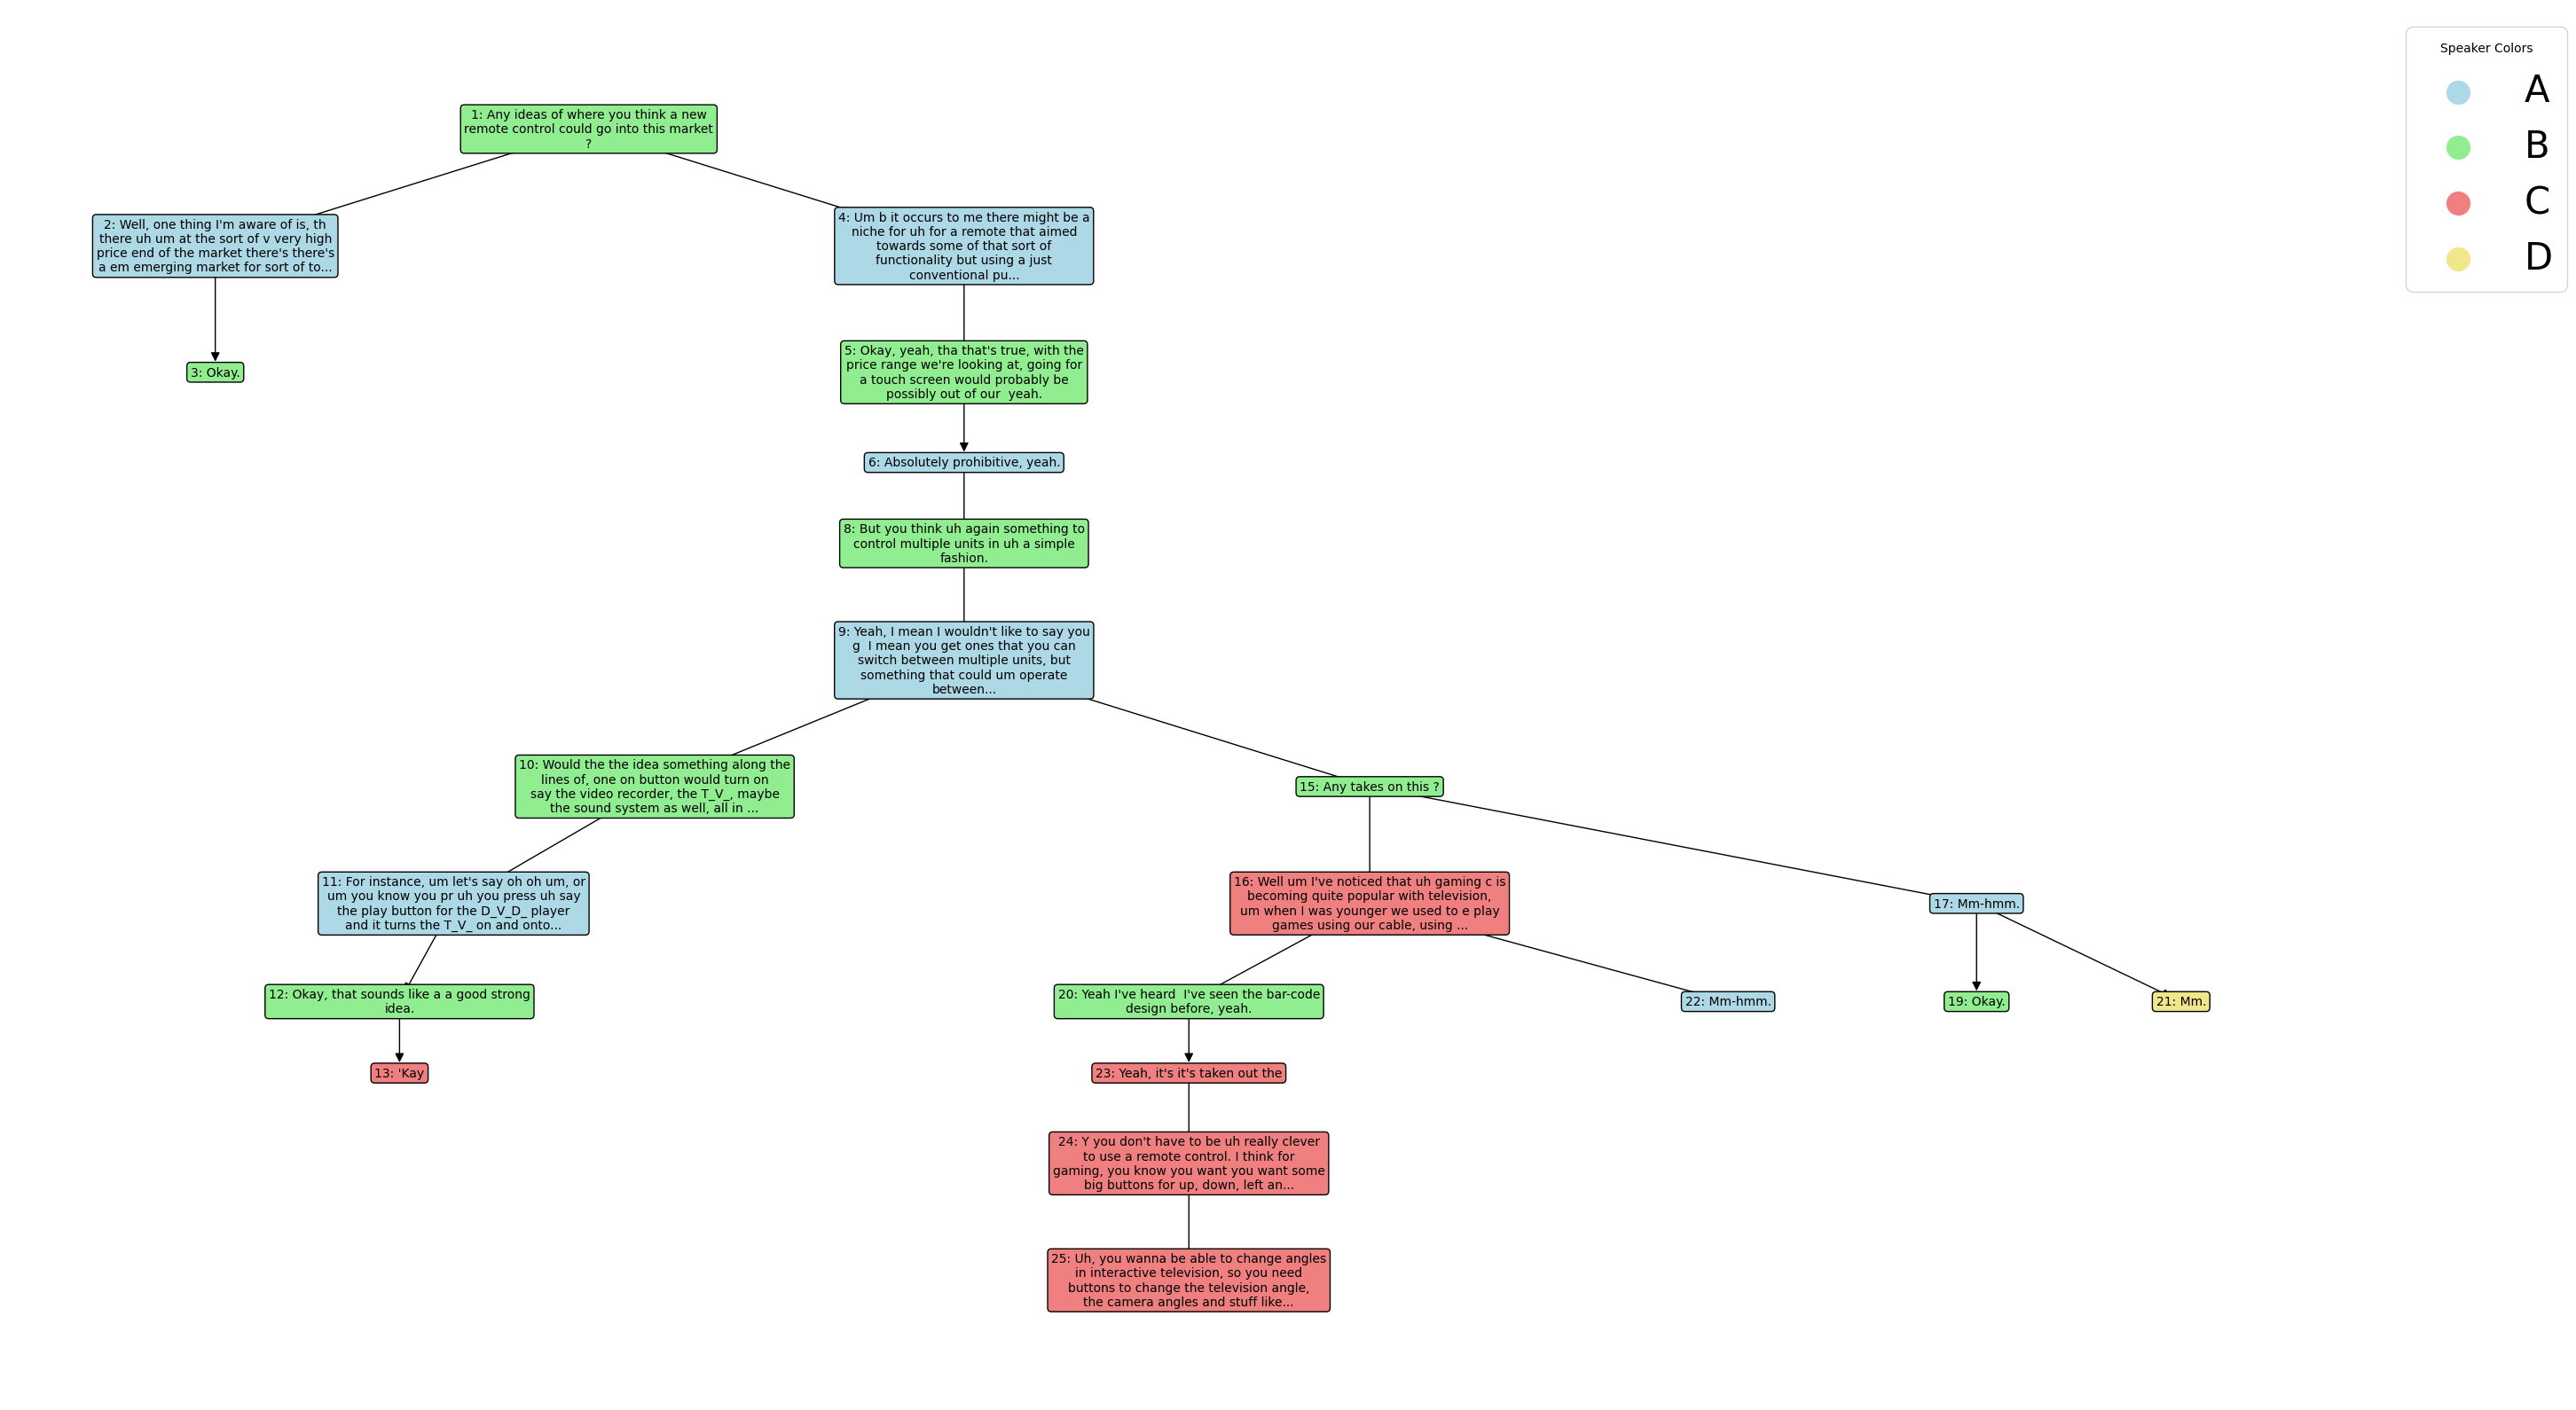 Speaker Colors
A
B
C
D
1: Any ideas of where you think a new
remote control could go into this market
?
2: Well, one thing I'm aware of is, th
there uh um at the sort of v very high
price end of the market there's there's
a em emerging market for sort of to...
4: Um b it occurs to me there might be a
niche for uh for a remote that aimed
towards some of that sort of
functionality but using a just
conventional pu...
3: Okay.
5: Okay, yeah, tha that's true, with the
price range we're looking at, going for
a touch screen would probably be
possibly out of our  yeah.
6: Absolutely prohibitive, yeah.
8: But you think uh again something to
control multiple units in uh a simple
fashion.
9: Yeah, I mean I wouldn't like to say you
g  I mean you get ones that you can
switch between multiple units, but
something that could um operate
between...
10: Would the the idea something along the
lines of, one on button would turn on
say the video recorder, the T_V_, maybe
the sound system as well, all in ...
15: Any takes on this ?
11: For instance, um let's say oh oh um, or
um you know you pr uh you press uh say
the play button for the D_V_D_ player
and it turns the T_V_ on and onto...
16: Well um I've noticed that uh gaming c is
becoming quite popular with television,
um when I was younger we used to e play
games using our cable, using ...
17: Mm-hmm.
12: Okay, that sounds like a a good strong
idea.
20: Yeah I've heard  I've seen the bar-code
design before, yeah.
22: Mm-hmm.
19: Okay.
21: Mm.
13: 'Kay
23: Yeah, it's it's taken out the
24: Y you don't have to be uh really clever
to use a remote control. I think for
gaming, you know you want you want some
big buttons for up, down, left an...
25: Uh, you wanna be able to change angles
in interactive television, so you need
buttons to change the television angle,
the camera angles and stuff like...